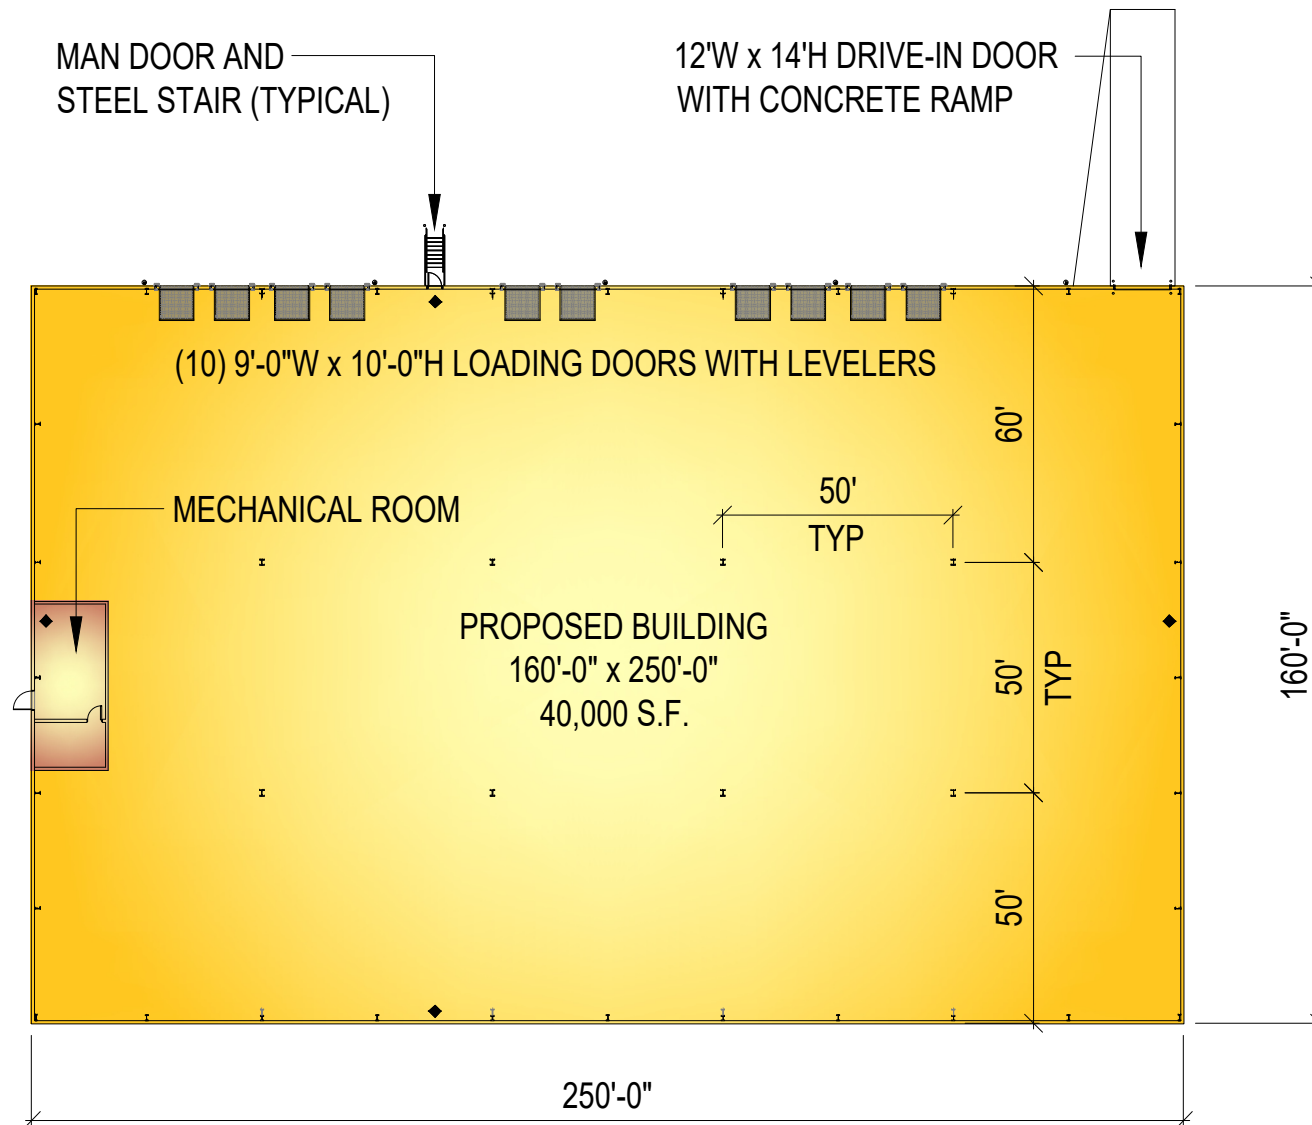 MAN DOOR AND
STEEL STAIR (TYPICAL)
12'W x 14'H DRIVE-IN DOOR
WITH CONCRETE RAMP
(10) 9'-0"W x 10'-0"H LOADING DOORS WITH LEVELERS
60'
MECHANICAL ROOM
50'
TYP
PROPOSED BUILDING
160'-0" x 250'-0"
40,000 S.F.
50'
TYP
160'-0"
50'
250'-0"